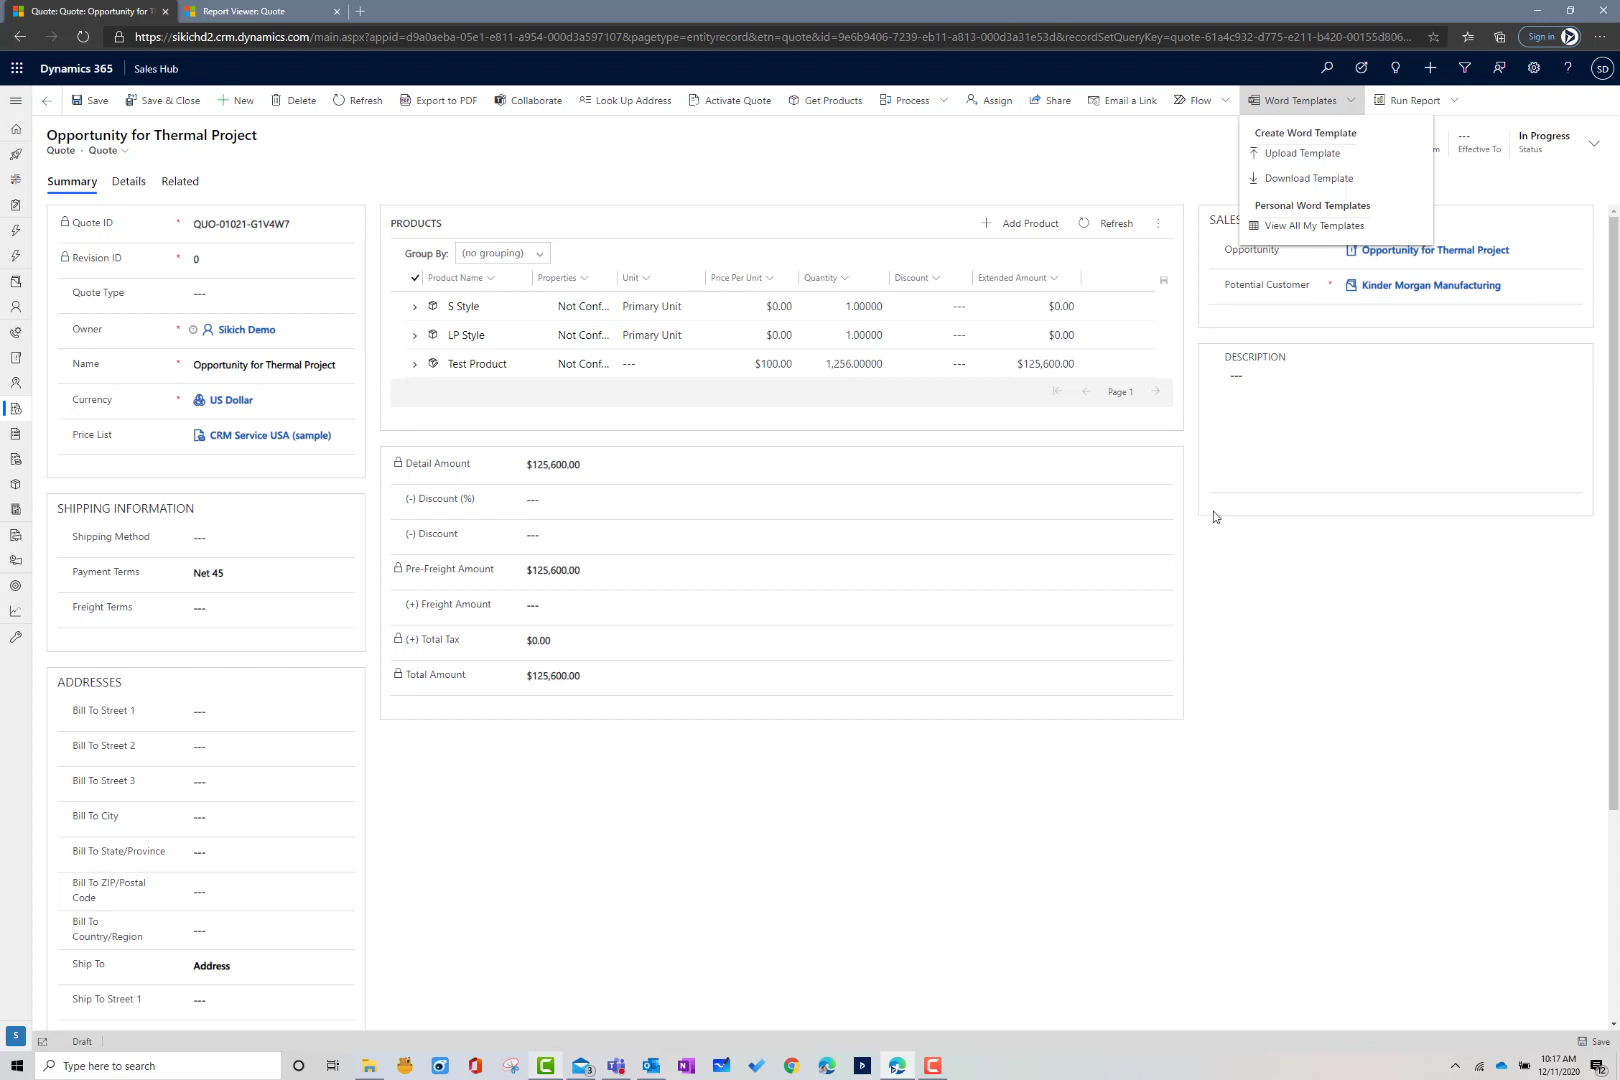 Quote: Quote: Opportunity for T
Report Viewer: Quote
https://sikichd2.crm.dynamics.com/main.aspx?appid=d9a0aeba-05e1-e811-a954-000d3a597107&pagetype=entityrecord&etn=quote&id=9e6b9406-7239-eb11-a813-000d3a31e53d&recordSetQueryKey=quote-61a4c932-d775-e211-b420-00155d806...
Sign in
Dynamics 365
Sales Hub
SD
Save
Save & Close
New
Delete
Refresh
Export to PDF
Collaborate
Look Up Address
Activate Quote
Get Products
Process
Assign
Share
Email a Link
Flow
Word Templates
Run Report
Create Word Template
Upload Template
Download Template
Personal Word Templates
View All My Templates
Opportunity for Thermal Project
Quote · Quote
---
Effective To
In Progress
Status
Summary
Details
Related
Quote ID * QUO-01021-G1V4W7
Revision ID * 0
Quote Type ---
Owner * Sikich Demo
Name * Opportunity for Thermal Project
Currency * US Dollar
Price List CRM Service USA (sample)
SHIPPING INFORMATION
Shipping Method ---
Payment Terms Net 45
Freight Terms ---
ADDRESSES
Bill To Street 1 ---
Bill To Street 2 ---
Bill To Street 3 ---
Bill To City ---
Bill To State/Province ---
Bill To ZIP/Postal
Code ---
Bill To
Country/Region ---
Ship To Address
Ship To Street 1 ---
PRODUCTS
Add Product
Refresh
Group By: (no grouping)
Product Name Properties Unit Price Per Unit Quantity Discount Extended Amount
S Style Not Conf... Primary Unit $0.00 1.00000 --- $0.00
LP Style Not Conf... Primary Unit $0.00 1.00000 --- $0.00
Test Product Not Conf... --- $100.00 1,256.00000 --- $125,600.00
Page 1
Detail Amount $125,600.00
(-) Discount (%) ---
(-) Discount ---
Pre-Freight Amount $125,600.00
(+) Freight Amount ---
(+) Total Tax $0.00
Total Amount $125,600.00
SALES
Opportunity Opportunity for Thermal Project
Potential Customer * Kinder Morgan Manufacturing
DESCRIPTION
---
S
Draft
Save
Type here to search
3
10:17 AM
12/11/2020
12